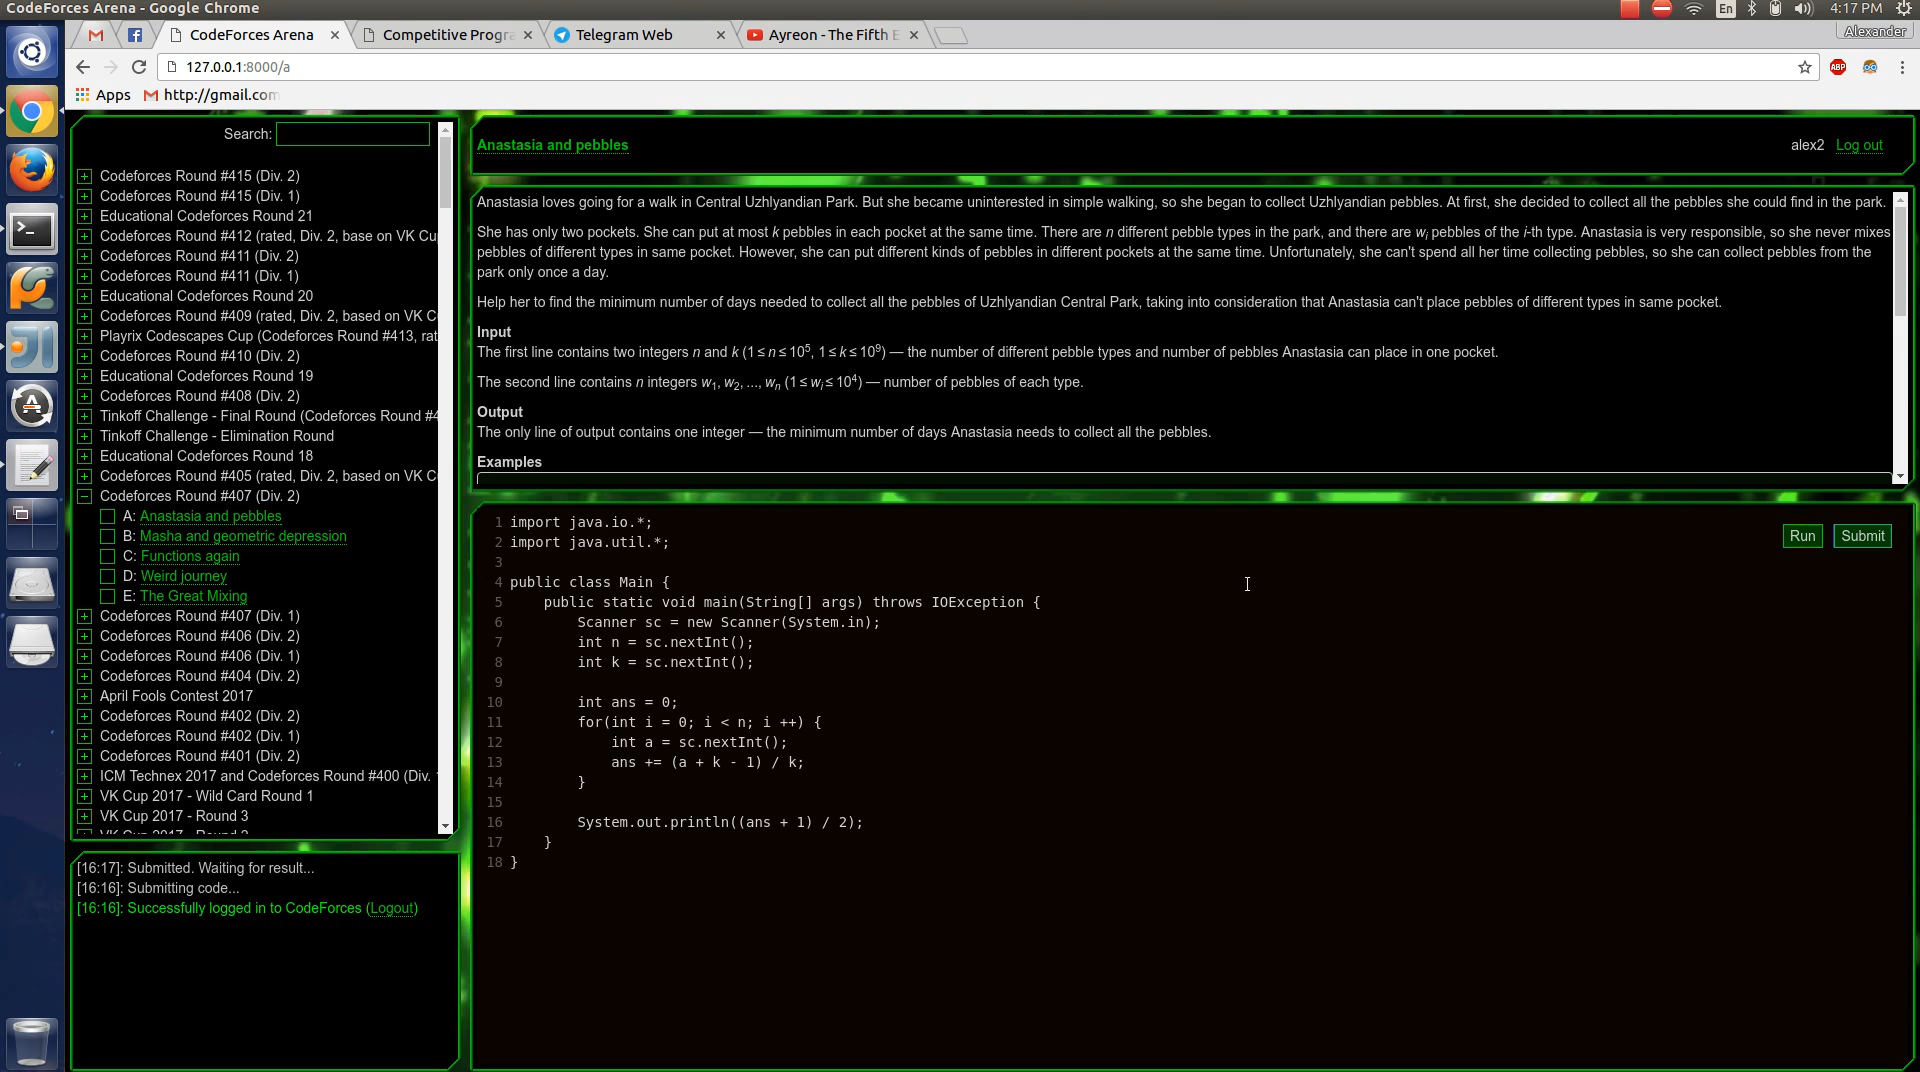 CodeForces Arena - Google Chrome
En
4:17 PM
CodeForces Arena
Competitive Progra
Telegram Web
Ayreon - The Fifth E
Alexander
127.0.0.1:8000/a
ABP
Apps
http://gmail.com
Search:
Codeforces Round #415 (Div. 2)
Codeforces Round #415 (Div. 1)
Educational Codeforces Round 21
Codeforces Round #412 (rated, Div. 2, base on VK Cu
Codeforces Round #411 (Div. 2)
Codeforces Round #411 (Div. 1)
Educational Codeforces Round 20
Codeforces Round #409 (rated, Div. 2, based on VK C
Playrix Codescapes Cup (Codeforces Round #413, rat
Codeforces Round #410 (Div. 2)
Educational Codeforces Round 19
Codeforces Round #408 (Div. 2)
Tinkoff Challenge - Final Round (Codeforces Round #4
Tinkoff Challenge - Elimination Round
Educational Codeforces Round 18
Codeforces Round #405 (rated, Div. 2, based on VK C
Codeforces Round #407 (Div. 2)
A: Anastasia and pebbles
B: Masha and geometric depression
C: Functions again
D: Weird journey
E: The Great Mixing
Codeforces Round #407 (Div. 1)
Codeforces Round #406 (Div. 2)
Codeforces Round #406 (Div. 1)
Codeforces Round #404 (Div. 2)
April Fools Contest 2017
Codeforces Round #402 (Div. 2)
Codeforces Round #402 (Div. 1)
Codeforces Round #401 (Div. 2)
ICM Technex 2017 and Codeforces Round #400 (Div.
VK Cup 2017 - Wild Card Round 1
VK Cup 2017 - Round 3
[16:17]: Submitted. Waiting for result...
[16:16]: Submitting code...
[16:16]: Successfully logged in to CodeForces (Logout)
Anastasia and pebbles
alex2 Log out
Anastasia loves going for a walk in Central Uzhlyandian Park. But she became uninterested in simple walking, so she began to collect Uzhlyandian pebbles. At first, she decided to collect all the pebbles she could find in the park.
She has only two pockets. She can put at most k pebbles in each pocket at the same time. There are n different pebble types in the park, and there are wi pebbles of the i-th type. Anastasia is very responsible, so she never mixes
pebbles of different types in same pocket. However, she can put different kinds of pebbles in different pockets at the same time. Unfortunately, she can't spend all her time collecting pebbles, so she can collect pebbles from the
park only once a day.
Help her to find the minimum number of days needed to collect all the pebbles of Uzhlyandian Central Park, taking into consideration that Anastasia can't place pebbles of different types in same pocket.
Input
The first line contains two integers n and k (1 ≤ n ≤ 10^5, 1 ≤ k ≤ 10^9) — the number of different pebble types and number of pebbles Anastasia can place in one pocket.
The second line contains n integers w1, w2, ..., wn (1 ≤ wi ≤ 10^4) — number of pebbles of each type.
Output
The only line of output contains one integer — the minimum number of days Anastasia needs to collect all the pebbles.
Examples
Run
Submit
1 import java.io.*;
2 import java.util.*;
3
4 public class Main {
5 public static void main(String[] args) throws IOException {
6 Scanner sc = new Scanner(System.in);
7 int n = sc.nextInt();
8 int k = sc.nextInt();
9
10 int ans = 0;
11 for(int i = 0; i < n; i ++) {
12 int a = sc.nextInt();
13 ans += (a + k - 1) / k;
14 }
15
16 System.out.println((ans + 1) / 2);
17 }
18 }